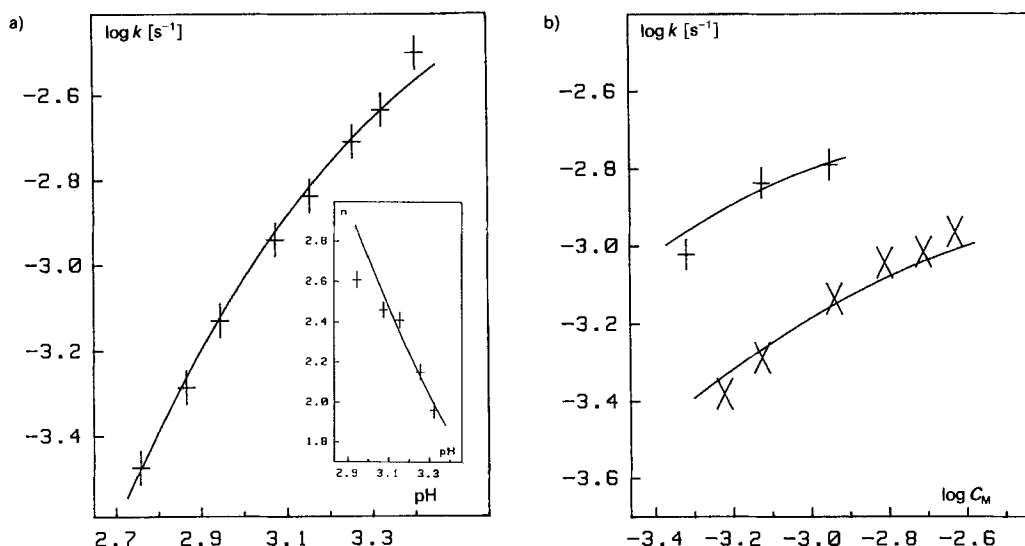 a)
log k [s⁻¹]
-2.6
-2.8
-3.0
-3.2
-3.4
2.7 2.9 3.1 3.3
pH
n
2.8
2.6
2.4
2.2
2.0
1.8
2.9 3.1 3.3
pH
b)
log k [s⁻¹]
-2.6
-2.8
-3.0
-3.2
-3.4
-3.6
log C_M
-3.4 -3.2 -3.0 -2.8 -2.6